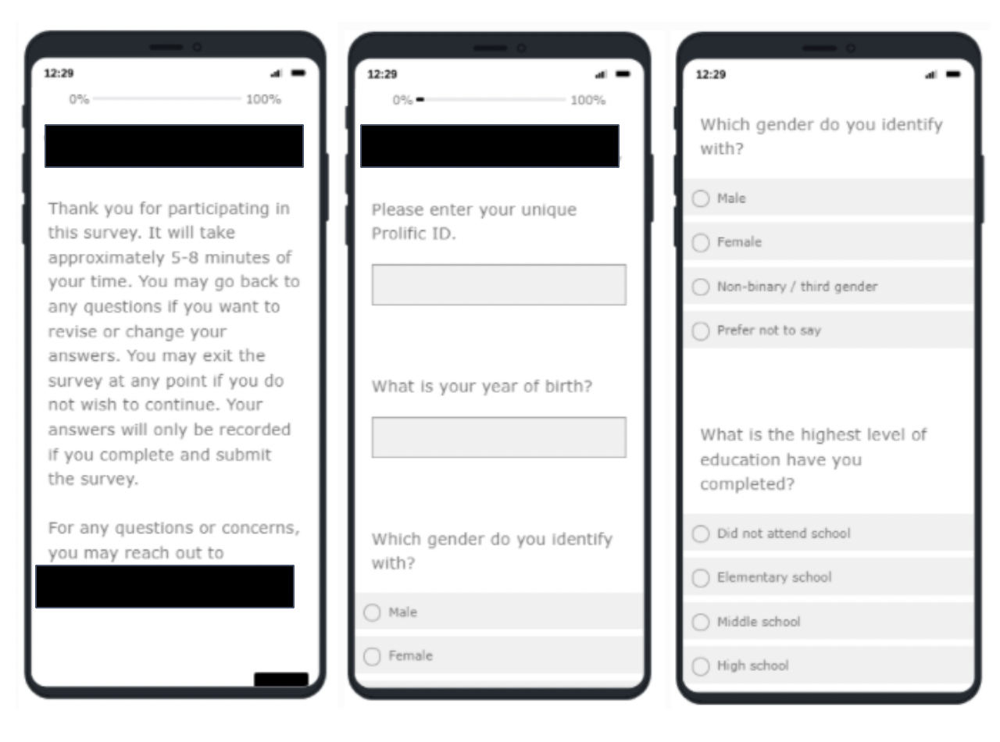 12:29
0% 100%
Thank you for participating in
this survey. It will take
approximately 5-8 minutes of
your time. You may go back to
any questions if you want to
revise or change your
answers. You may exit the
survey at any point if you do
not wish to continue. Your
answers will only be recorded
if you complete and submit
the survey.
For any questions or concerns,
you may reach out to
12:29
0% 100%
Please enter your unique
Prolific ID.
What is your year of birth?
Which gender do you identify
with?
Male
Female
12:29
Which gender do you identify
with?
Male
Female
Non-binary / third gender
Prefer not to say
What is the highest level of
education have you
completed?
Did not attend school
Elementary school
Middle school
High school